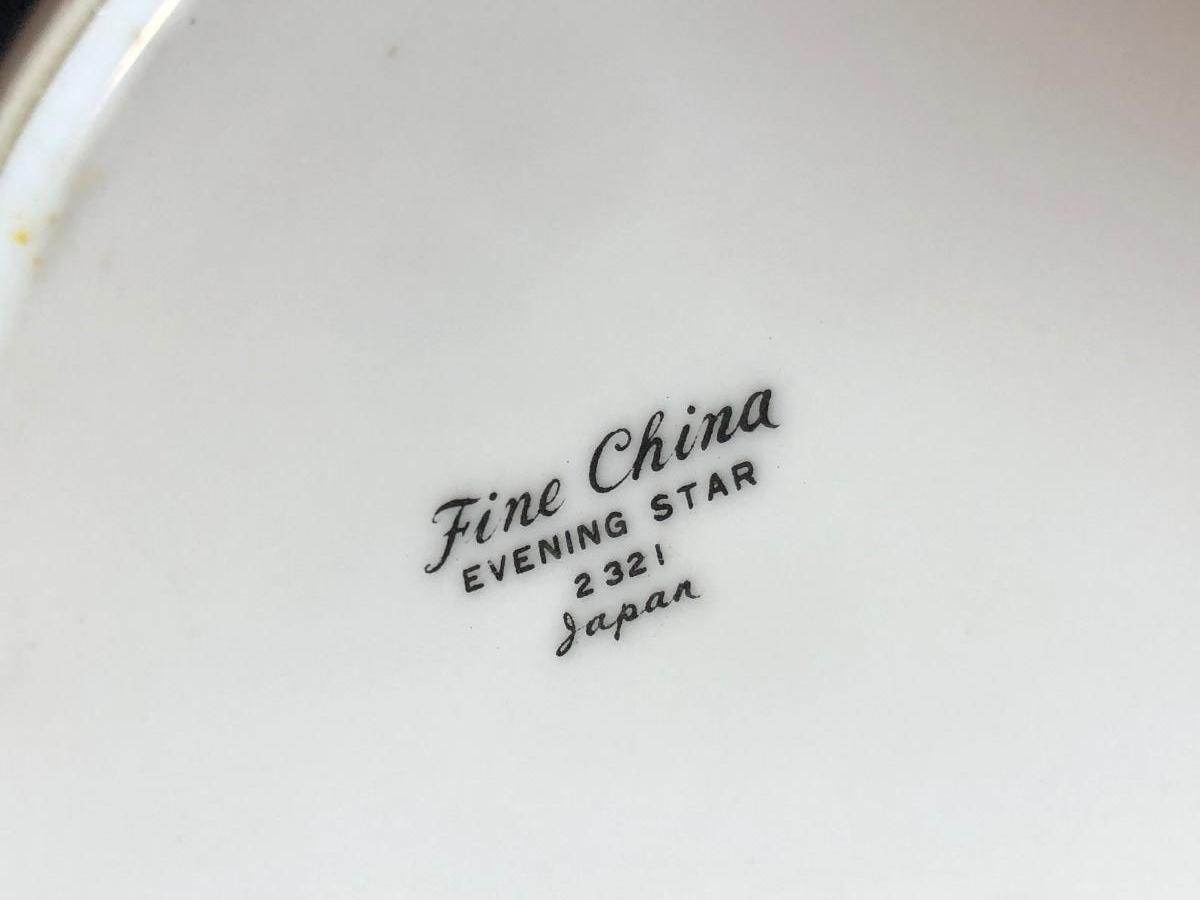 Fine China
EVENING STAR
2321
Japan